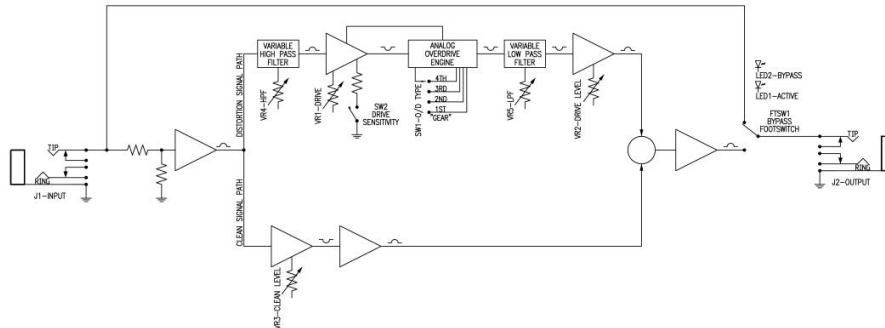 TIP
RING
J1-INPUT
DISTORTION SIGNAL PATH
CLEAN SIGNAL PATH
VARIABLE
HIGH PASS
FILTER
VR4-HPF
VR1-DRIVE
SW2
DRIVE
SENSITIVITY
ANALOG
OVERDRIVE
ENGINE
SW1-O/D TYPE
4TH
3RD
2ND
1ST
"GEAR"
VARIABLE
LOW PASS
FILTER
VR5-LPF
VR2-DRIVE LEVEL
VR3-CLEAN LEVEL
LED2-BYPASS
LED1-ACTIVE
FTSW1
BYPASS
FOOTSWITCH
TIP
RING
J2-OUTPUT